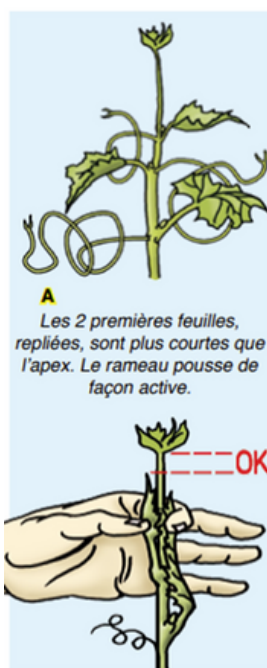 A
Les 2 premières feuilles,
repliées, sont plus courtes que
l'apex. Le rameau pousse de
façon active.
OK